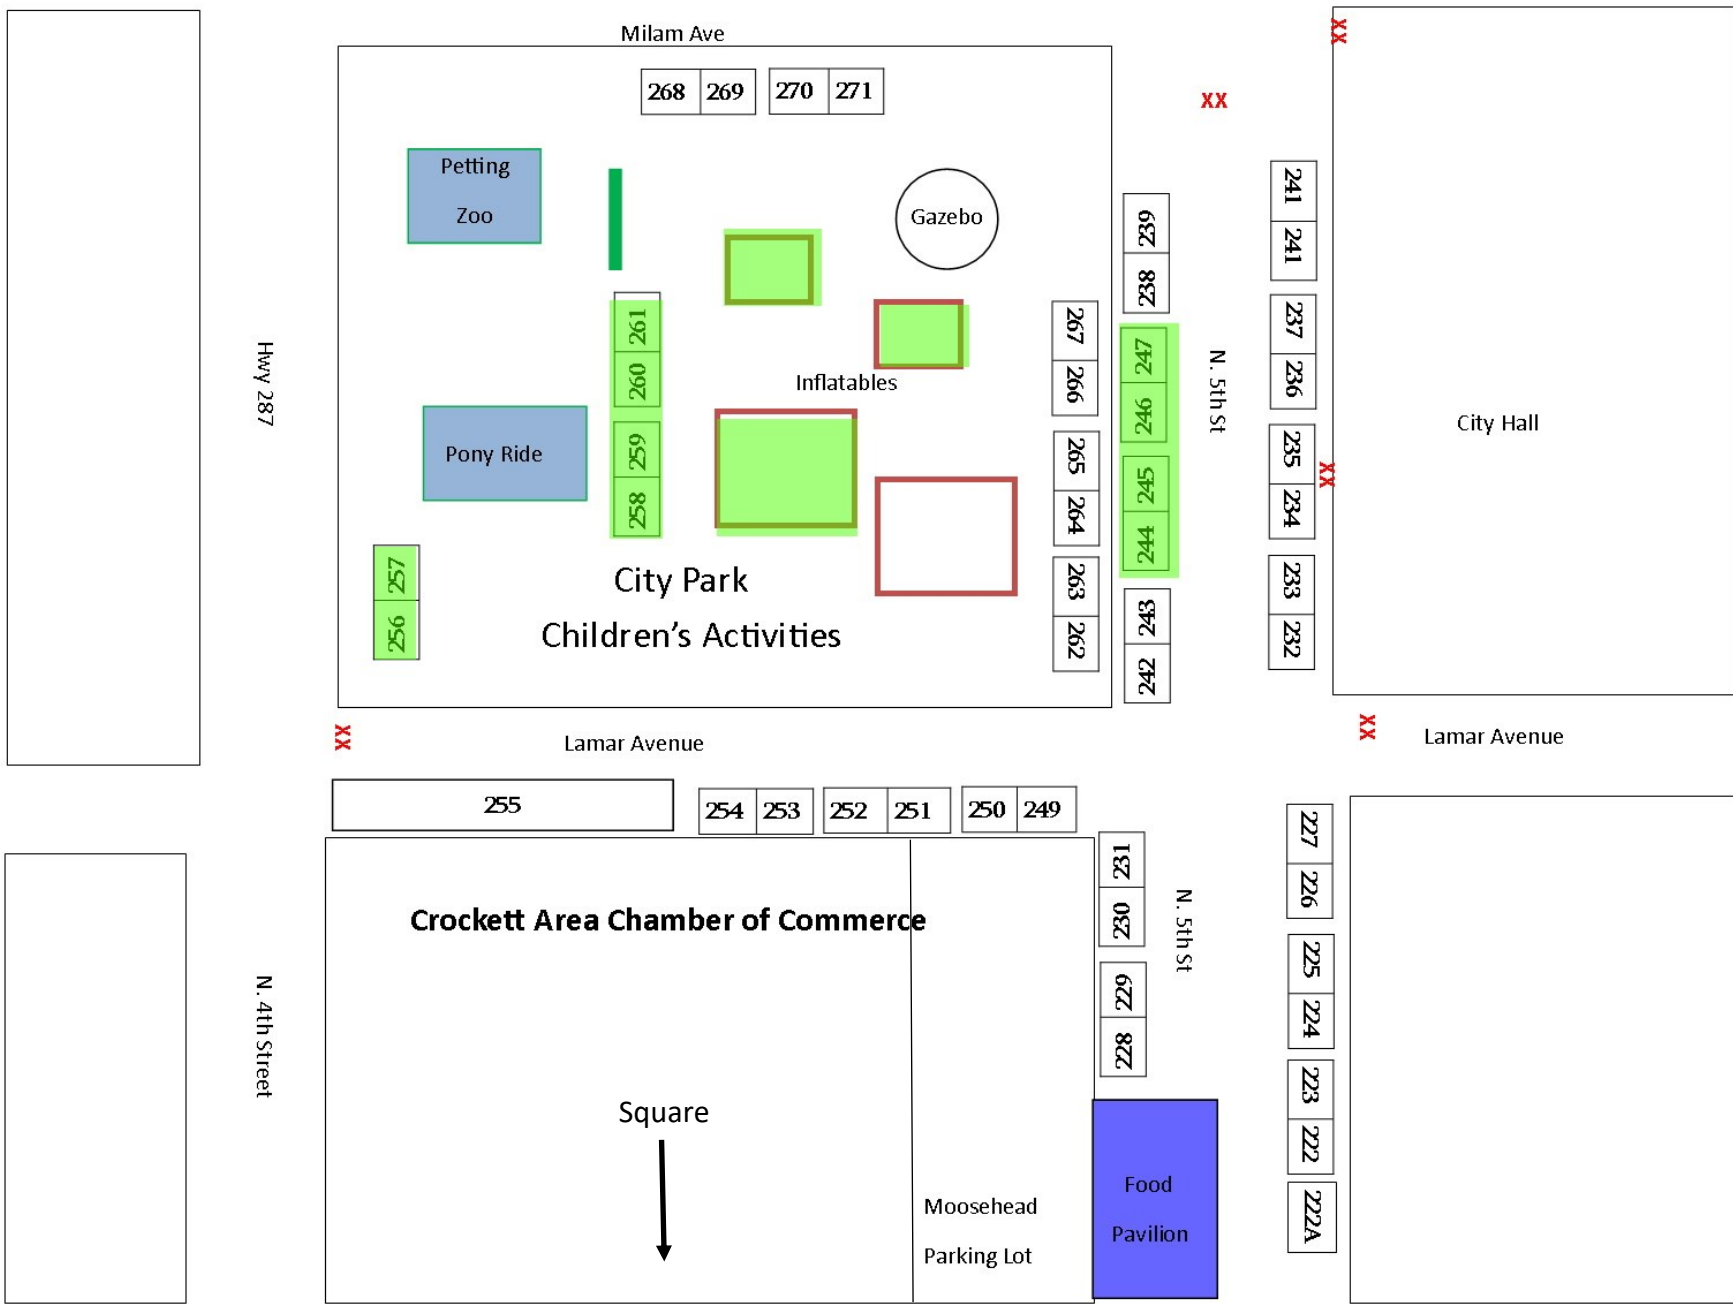 Milam Ave
268 269 270 271
XX
XX
Petting
Zoo
Gazebo
239
238
241
241
261
260
259
258
Inflatables
267
266
265
264
263
262
247
246
245
244
243
242
N. 5th St
237
236
235
234
233
232
XX
City Hall
Hwy 287
Pony Ride
257
256
City Park
Children's Activities
XX
Lamar Avenue
XX
Lamar Avenue
255
254 253 252 251 250 249
231
230
229
228
N. 5th St
227
226
225
224
223
222
222A
Crockett Area Chamber of Commerce
N. 4th Street
Square
Moosehead
Parking Lot
Food
Pavilion